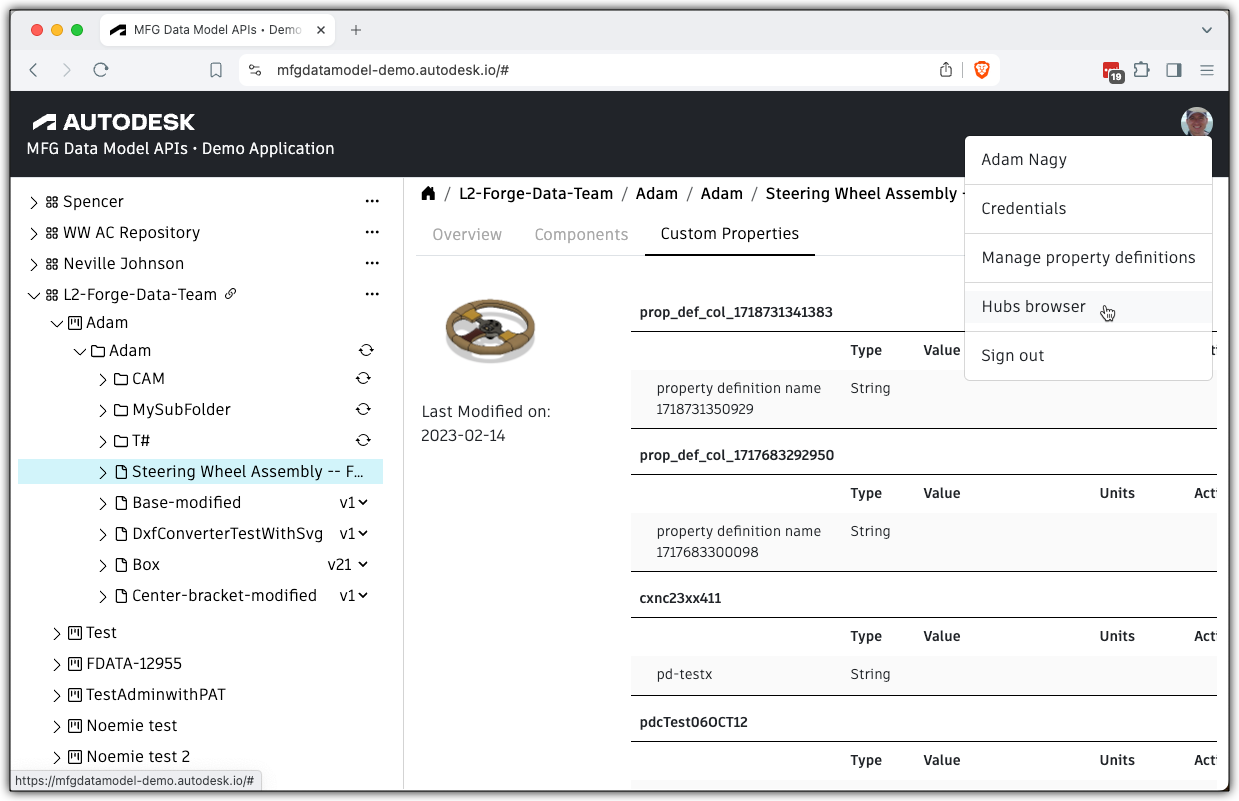 MFG Data Model APIs • Demo
mfgdatamodel-demo.autodesk.io/#
19
AUTODESK
MFG Data Model APIs • Demo Application
Adam Nagy
Credentials
Manage property definitions
Hubs browser
Sign out
Spencer
WW AC Repository
Neville Johnson
L2-Forge-Data-Team
Adam
Adam
CAM
MySubFolder
T#
Steering Wheel Assembly -- F...
Base-modified v1
DxfConverterTestWithSvg v1
Box v21
Center-bracket-modified v1
Test
FDATA-12955
TestAdminwithPAT
Noemie test
Noemie test 2
https://mfgdatamodel-demo.autodesk.io/#
/ L2-Forge-Data-Team / Adam / Adam / Steering Wheel Assembly -
Overview Components Custom Properties
Last Modified on:
2023-02-14
prop_def_col_1718731341383
Type Value
property definition name String
1718731350929
prop_def_col_1717683292950
Type Value Units Act
property definition name String
1717683300098
cxnc23xx411
Type Value Units Act
pd-testx String
pdcTest06OCT12
Type Value Units Act